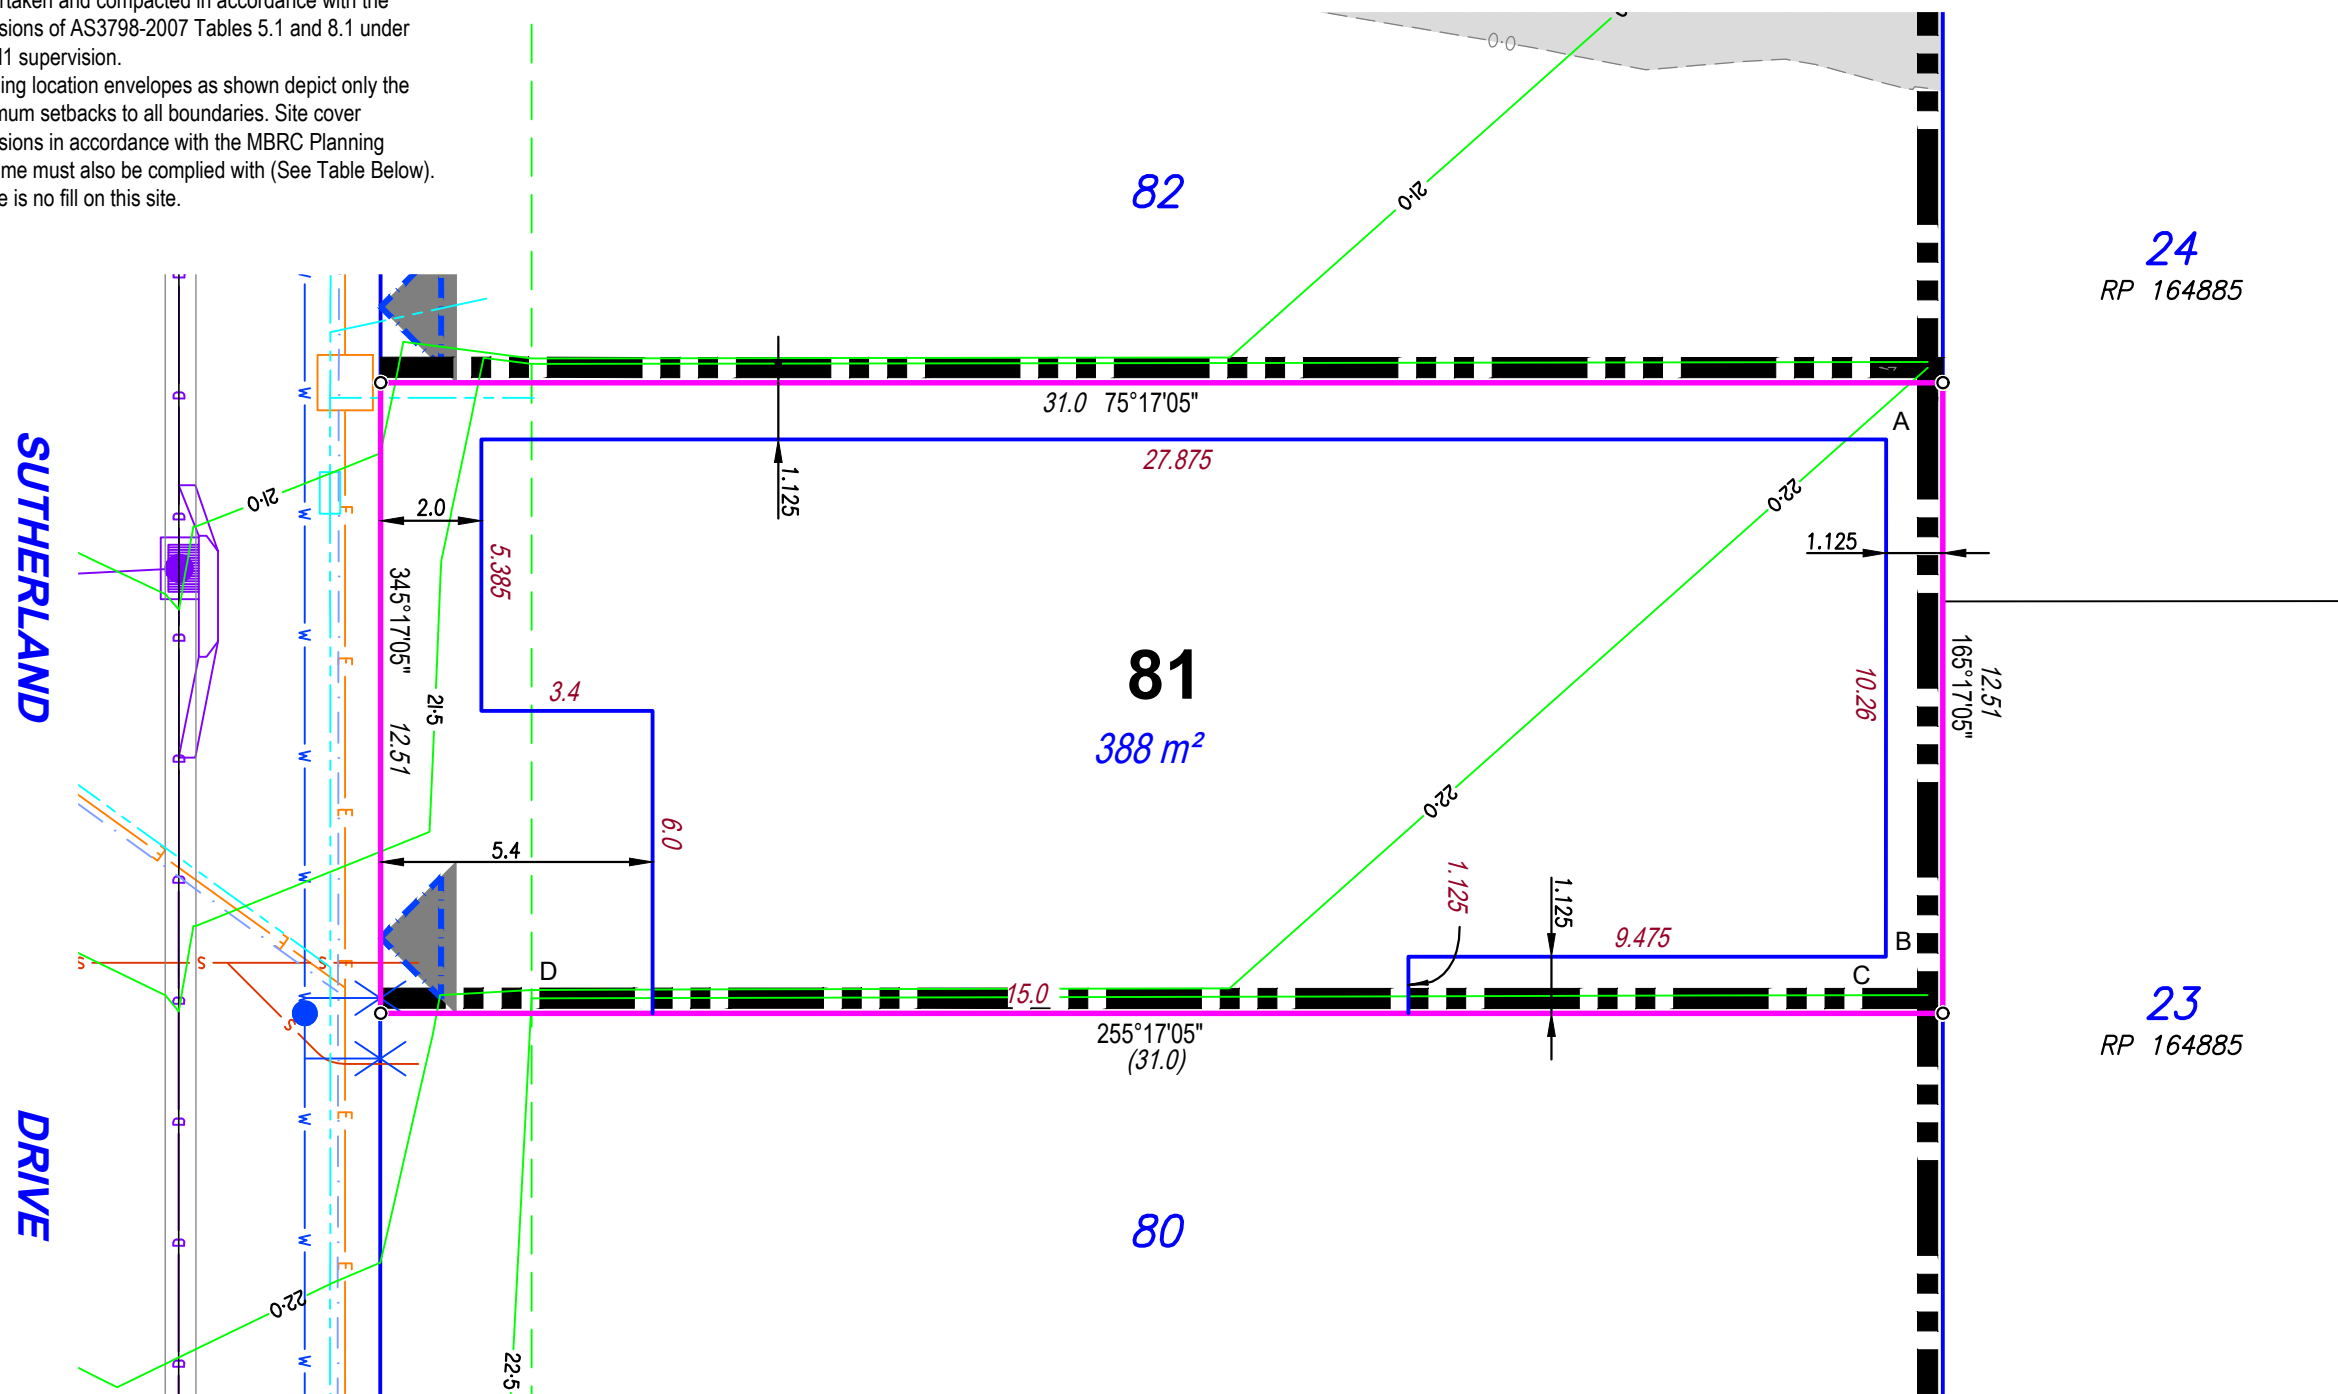 rtaken and compacted in accordance with the
sions of AS3798-2007 Tables 5.1 and 8.1 under
l1 supervision.
ing location envelopes as shown depict only the
mum setbacks to all boundaries. Site cover
sions in accordance with the MBRC Planning
me must also be complied with (See Table Below).
e is no fill on this site.
0·0
82
21·0
24
RP 164885
31.0 75°17'05"
A
27.875
1.125
2.0
5.385
21·0
22·0
1.125
SUTHERLAND
345°17'05" 12.51
3.4
21·5
81
388 m²
10.26
12.51
165°17'05"
22·0
5.4
6.0
1.125
1.125
9.475
B
C
D
15.0
255°17'05"
(31.0)
23
RP 164885
DRIVE
80
22·0
22·5
D
D
D
D
D
D
D
D
D
W
W
W
W
W
W
W
W
W
E
E
E
E
E
E
S
S
S
S